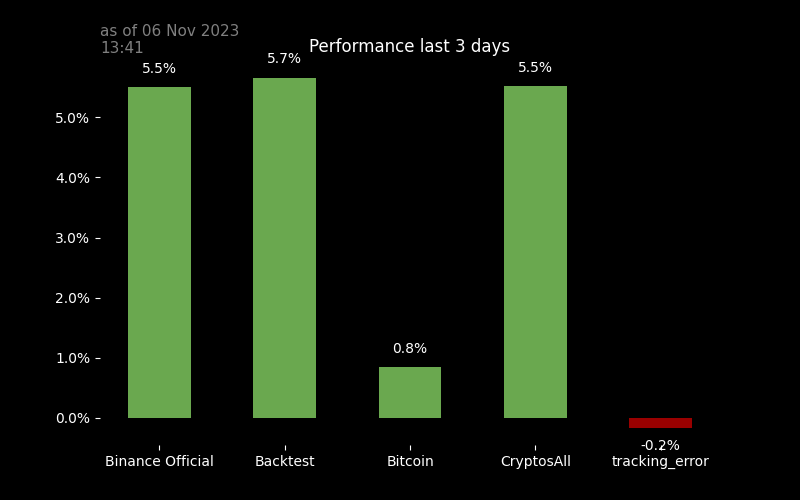 as of 06 Nov 2023
13:41
Performance last 3 days
5.5%
5.7%
0.8%
5.5%
-0.2%
5.0%
4.0%
3.0%
2.0%
1.0%
0.0%
Binance Official
Backtest
Bitcoin
CryptosAll
tracking_error